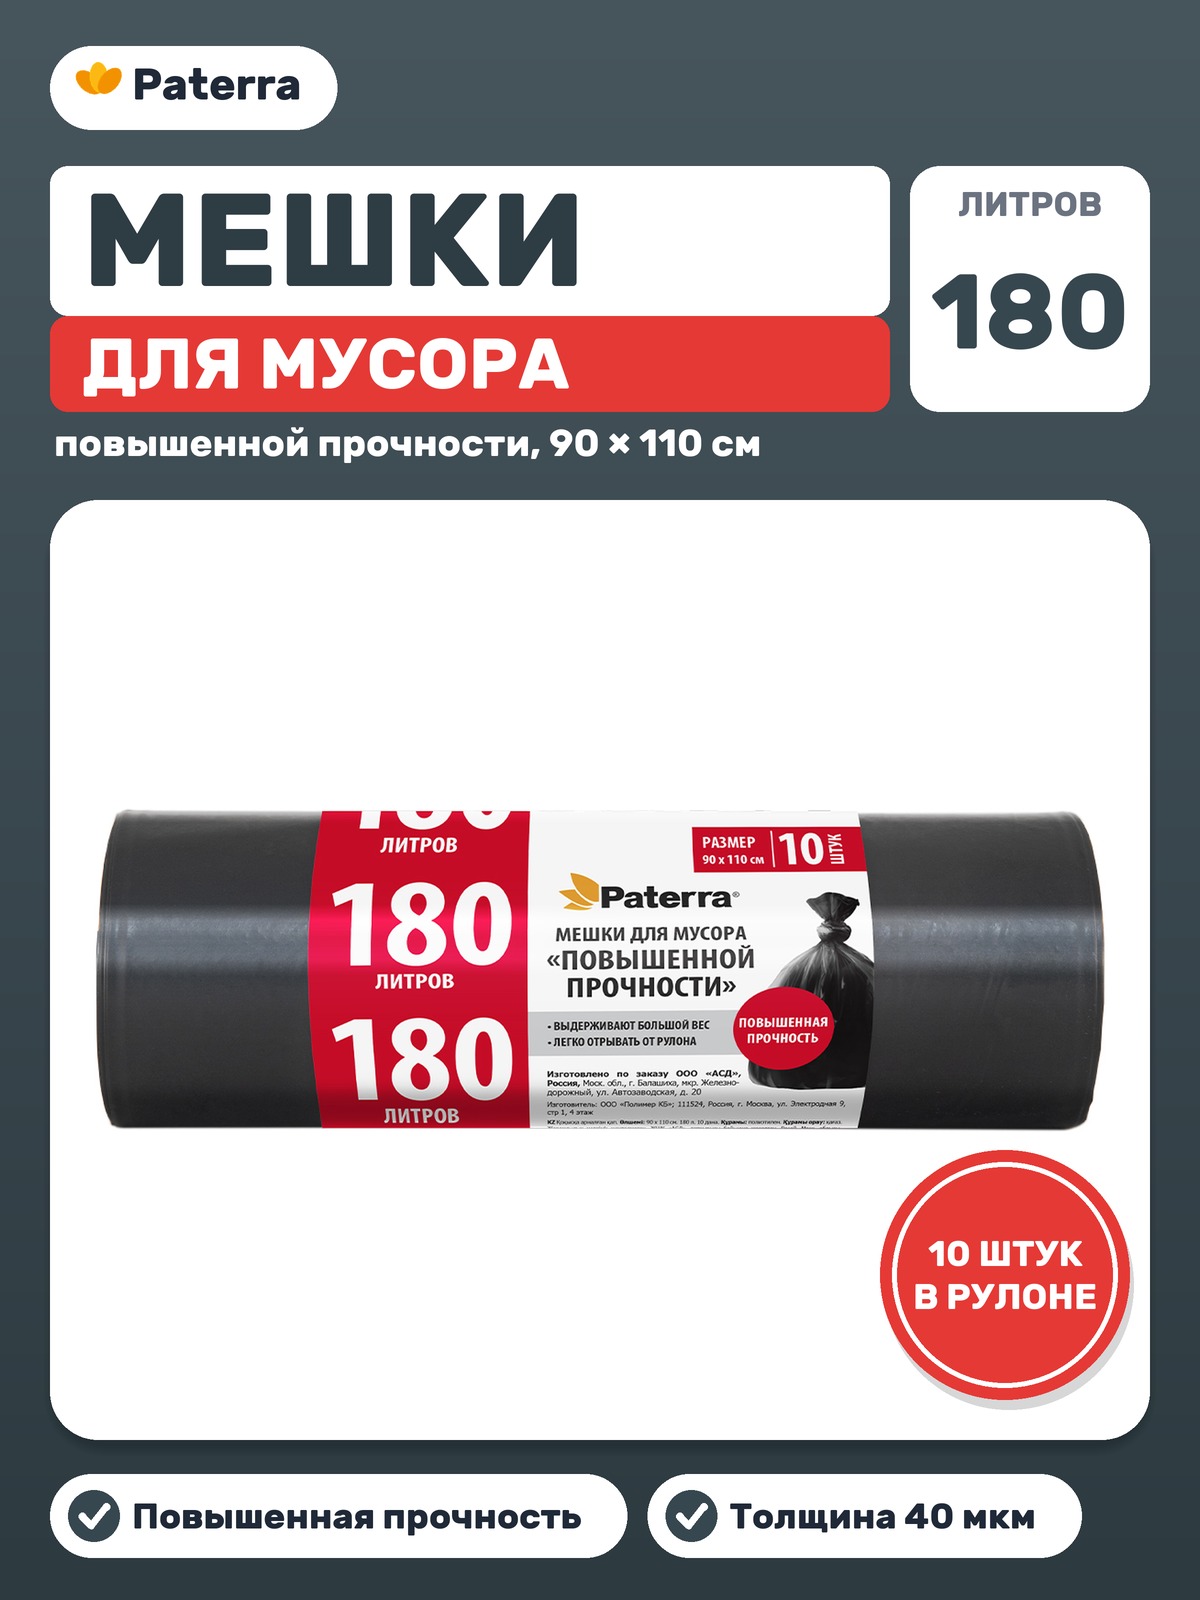 Paterra
МЕШКИ
ДЛЯ МУСОРА
повышенной прочности, 90 × 110 см
ЛИТРОВ
180
180
ЛИТРОВ
180
ЛИТРОВ
180
ЛИТРОВ
РАЗМЕР
90 х 110 см
10 ШТУК
Paterra®
МЕШКИ ДЛЯ МУСОРА
«ПОВЫШЕННОЙ
ПРОЧНОСТИ»
• ВЫДЕРЖИВАЮТ БОЛЬШОЙ ВЕС
• ЛЕГКО ОТРЫВАТЬ ОТ РУЛОНА
ПОВЫШЕННАЯ
ПРОЧНОСТЬ
Изготовлено по заказу ООО «АСД»,
Россия, Моск. обл., г. Балашиха, мкр. Железно-
дорожный, ул. Автозаводская, д. 20
Изготовитель: ООО «Полимер КБ»; 111524, Россия, г. Москва, ул. Электродная 9,
стр 1, 4 этаж
10 ШТУК
В РУЛОНЕ
Повышенная прочность
Толщина 40 мкм